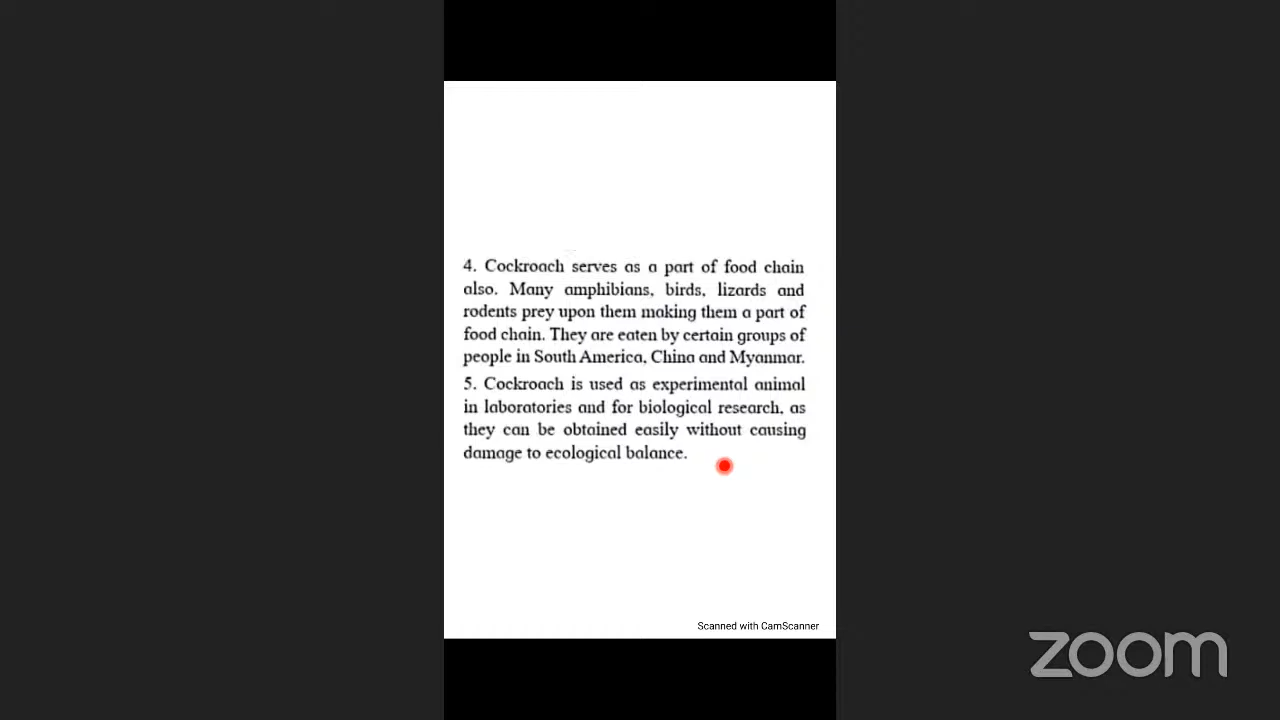 4. Cockroach serves as a part of food chain
also. Many amphibians, birds, lizards and
rodents prey upon them making them a part of
food chain. They are eaten by certain groups of
people in South America, China and Myanmar.
5. Cockroach is used as experimental animal
in laboratories and for biological research, as
they can be obtained easily without causing
damage to ecological balance.
Scanned with CamScanner
zoom